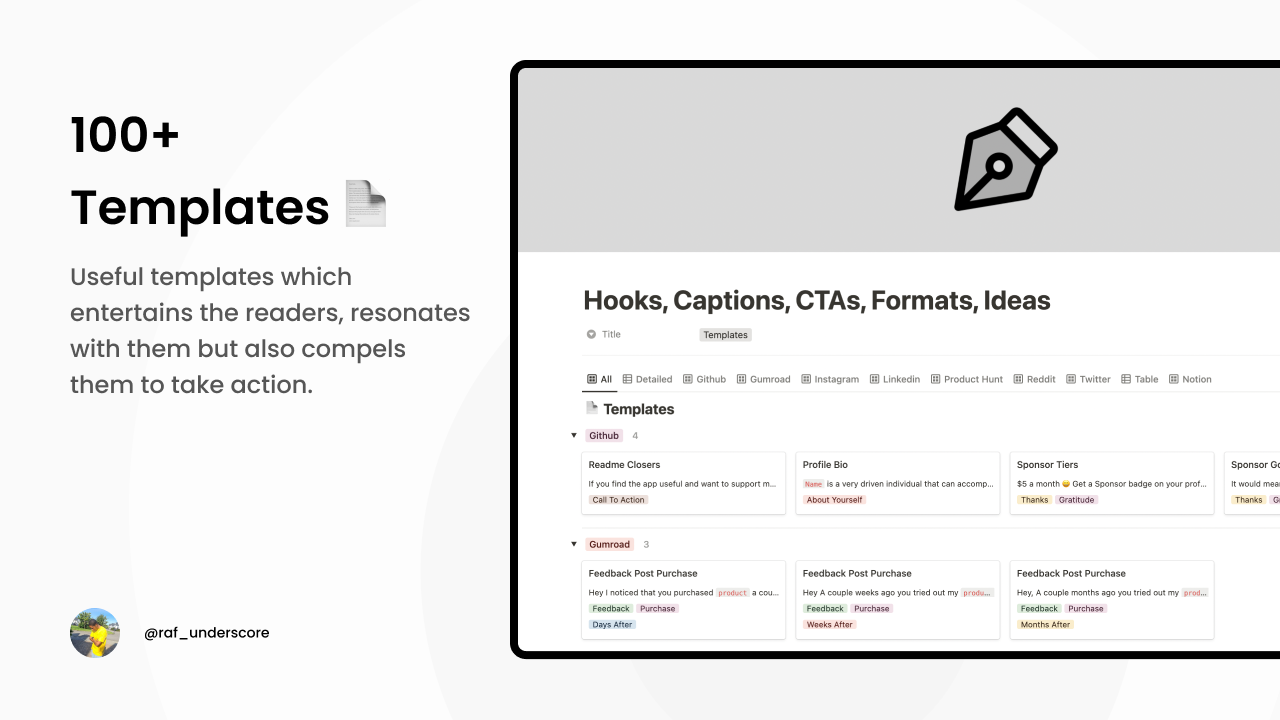 100+
Templates
Useful templates which
entertains the readers, resonates
with them but also compels
them to take action.
@raf_underscore
Hooks, Captions, CTAs, Formats, Ideas
Title Templates
All Detailed Github Gumroad Instagram Linkedin Product Hunt Reddit Twitter Table Notion
Templates
Github 4
Readme Closers
If you find the app useful and want to support m...
Call To Action
Profile Bio
Name is a very driven individual that can accomp...
About Yourself
Sponsor Tiers
$5 a month 😄 Get a Sponsor badge on your prof...
Thanks Gratitude
Sponsor
It would
Thanks
Gumroad 3
Feedback Post Purchase
Hey I noticed that you purchased product a cou...
Feedback Purchase
Days After
Feedback Post Purchase
Hey A couple weeks ago you tried out my produ...
Feedback Purchase
Weeks After
Feedback Post Purchase
Hey, A couple months ago you tried out my prod...
Feedback Purchase
Months After